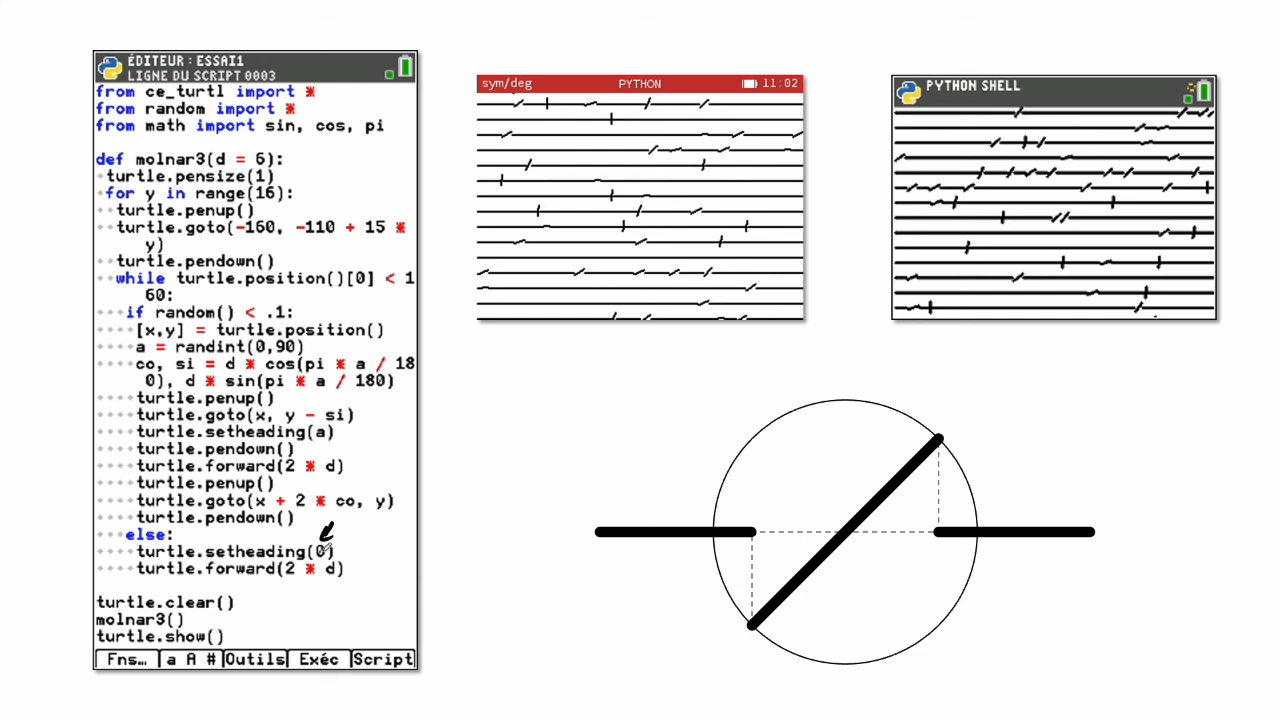 ÉDITEUR : ESSAI1
LIGNE DU SCRIPT 0003
from ce_turtl import *
from random import *
from math import sin, cos, pi
def molnar3(d = 6):
turtle.pensize(1)
for y in range(16):
turtle.penup()
turtle.goto(-160, -110 + 15 *
y)
turtle.pendown()
while turtle.position()[0] < 1
60:
if random() < .1:
[x,y] = turtle.position()
a = randint(0,90)
co, si = d * cos(pi * a / 18
0), d * sin(pi * a / 180)
turtle.penup()
turtle.goto(x, y - si)
turtle.setheading(a)
turtle.pendown()
turtle.forward(2 * d)
turtle.penup()
turtle.goto(x + 2 * co, y)
turtle.pendown()
else:
turtle.setheading(0)
turtle.forward(2 * d)
turtle.clear()
molnar3()
turtle.show()
Fns… a A # Outils Exéc Script
sym/deg PYTHON 11:02
PYTHON SHELL